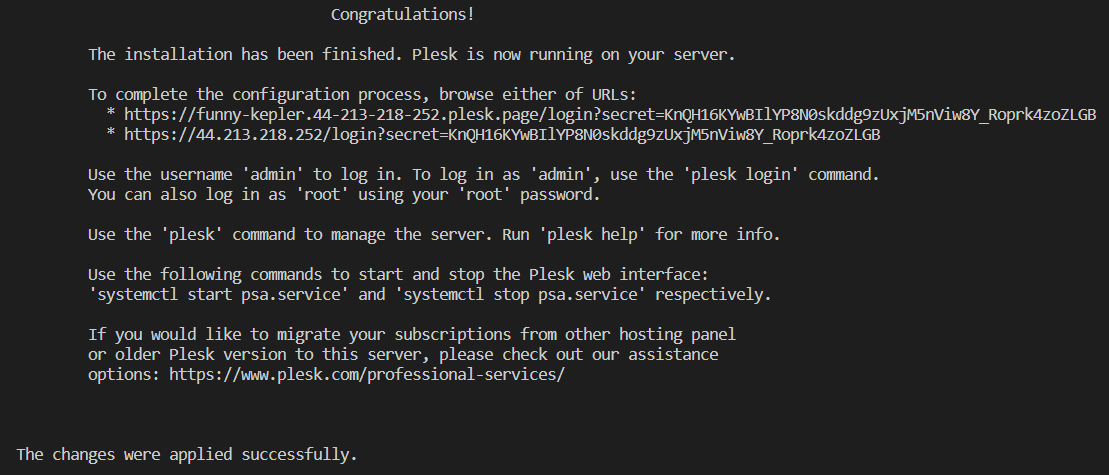 Congratulations!
The installation has been finished. Plesk is now running on your server.
To complete the configuration process, browse either of URLs:
* https://funny-kepler.44-213-218-252.plesk.page/login?secret=KnQH16KYwBIlYP8N0skddg9zUxjM5nViw8Y_Roprk4zoZLGB
* https://44.213.218.252/login?secret=KnQH16KYwBIlYP8N0skddg9zUxjM5nViw8Y_Roprk4zoZLGB
Use the username 'admin' to log in. To log in as 'admin', use the 'plesk login' command.
You can also log in as 'root' using your 'root' password.
Use the 'plesk' command to manage the server. Run 'plesk help' for more info.
Use the following commands to start and stop the Plesk web interface:
'systemctl start psa.service' and 'systemctl stop psa.service' respectively.
If you would like to migrate your subscriptions from other hosting panel
or older Plesk version to this server, please check out our assistance
options: https://www.plesk.com/professional-services/
The changes were applied successfully.